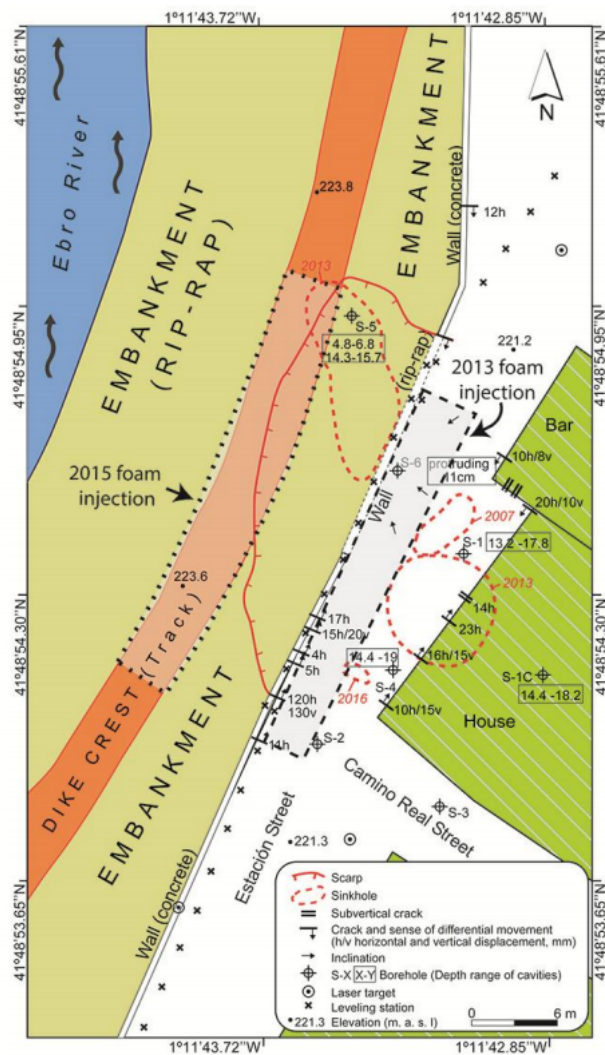 1°11'43.72"N
1°11'42.85"N
41°48'55.61"N
41°48'55.61"N
Ebro River
EMBANKMENT
(RIP-RAP)
EMBANKMENT
Wall (concrete)
12h
N
223.8
2013
S-5
4.8-6.8
14.3-15.7
(rip-rap)
221.2
41°48'54.95"N
41°48'54.95"N
2013 foam
injection
Bar
10h/8v
S-6
protruding
11cm
20h/10v
2015 foam
injection
Wall
2007
S-1
13.2 -17.8
2013
223.6
41°48'54.30"N
41°48'54.30"N
17h
15h/20v
4h
5h
14h
23h
16h/15v
14.4 -19
S-4
2016
S-1C
14.4 -18.2
120h
130v
10h/15v
House
11h
S-2
DIKE CREST (Track)
EMBANKMENT
Camino Real Street
S-3
Estación Street
221.3
Wall (concrete)
41°48'53.65"N
41°48'53.65"N
Scarp
Sinkhole
Subvertical crack
Crack and sense of differential movement
(h/v horizontal and vertical displacement, mm)
Inclination
S-X X-Y Borehole (Depth range of cavities)
Laser target
Leveling station
221.3 Elevation (m. a. s. l)
0 6 m
1°11'43.72"N
1°11'42.85"N